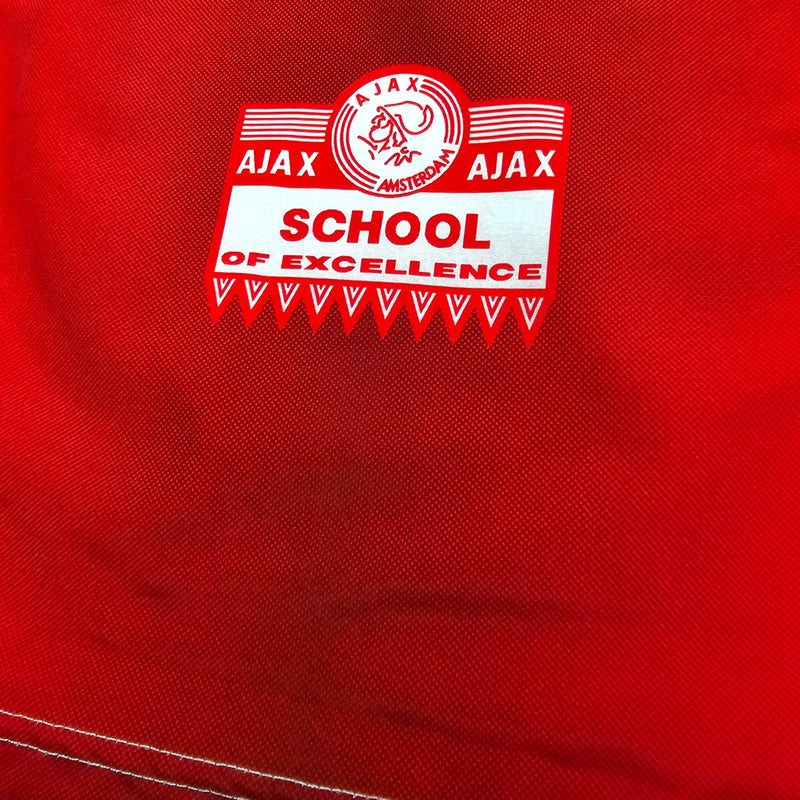 AJAX
AMSTERDAM
AJAX AJAX
SCHOOL
OF EXCELLENCE